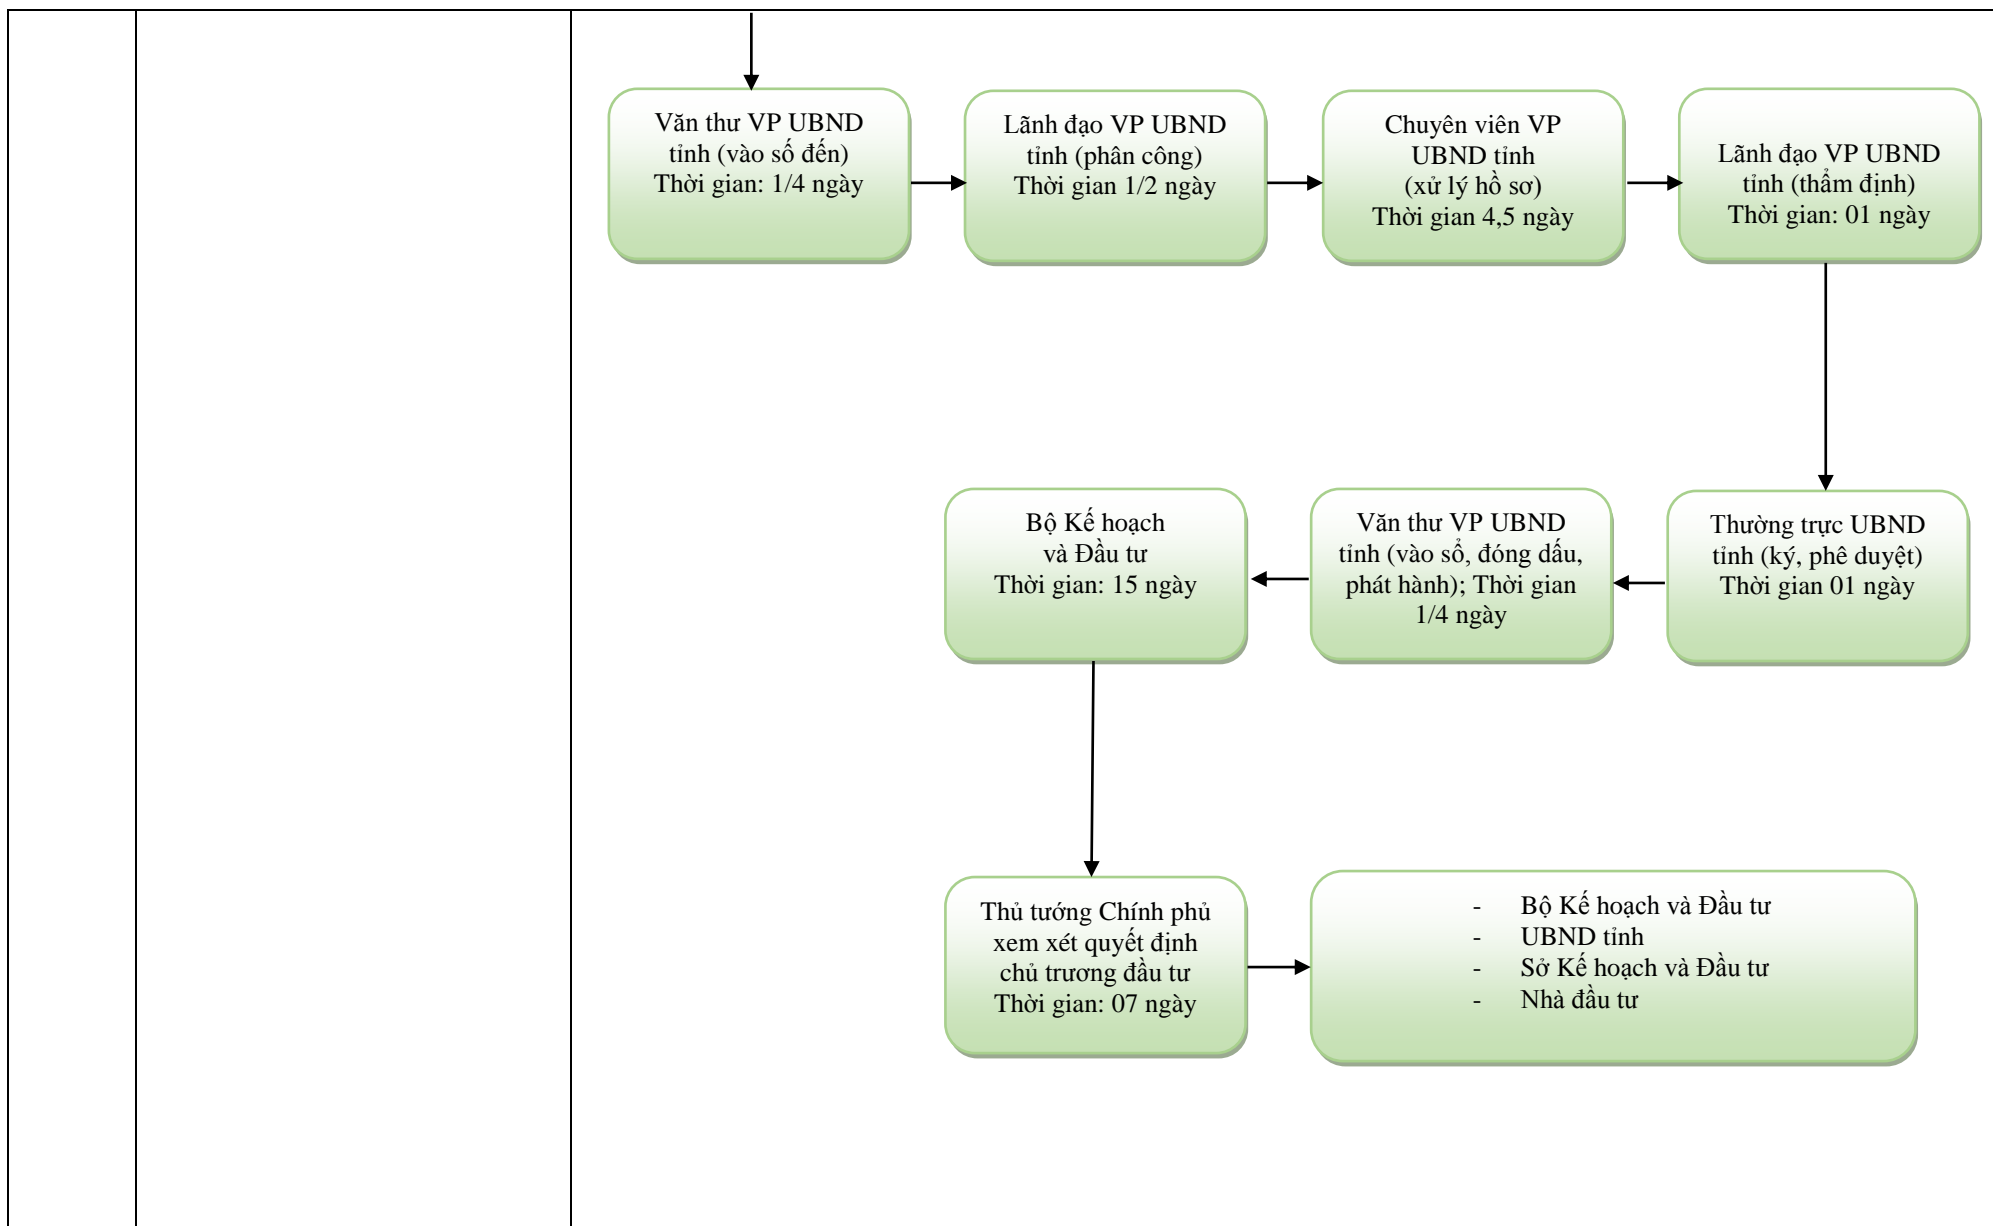 Văn thư VP UBND
tỉnh (vào số đến)
Thời gian: 1/4 ngày
Lãnh đạo VP UBND
tỉnh (phân công)
Thời gian 1/2 ngày
Chuyên viên VP
UBND tỉnh
(xử lý hồ sơ)
Thời gian 4,5 ngày
Lãnh đạo VP UBND
tỉnh (thẩm định)
Thời gian: 01 ngày
Thường trực UBND
tỉnh (ký, phê duyệt)
Thời gian 01 ngày
Văn thư VP UBND
tỉnh (vào sổ, đóng dấu,
phát hành); Thời gian
1/4 ngày
Bộ Kế hoạch
và Đầu tư
Thời gian: 15 ngày
Thủ tướng Chính phủ
xem xét quyết định
chủ trương đầu tư
Thời gian: 07 ngày
- Bộ Kế hoạch và Đầu tư
- UBND tỉnh
- Sở Kế hoạch và Đầu tư
- Nhà đầu tư